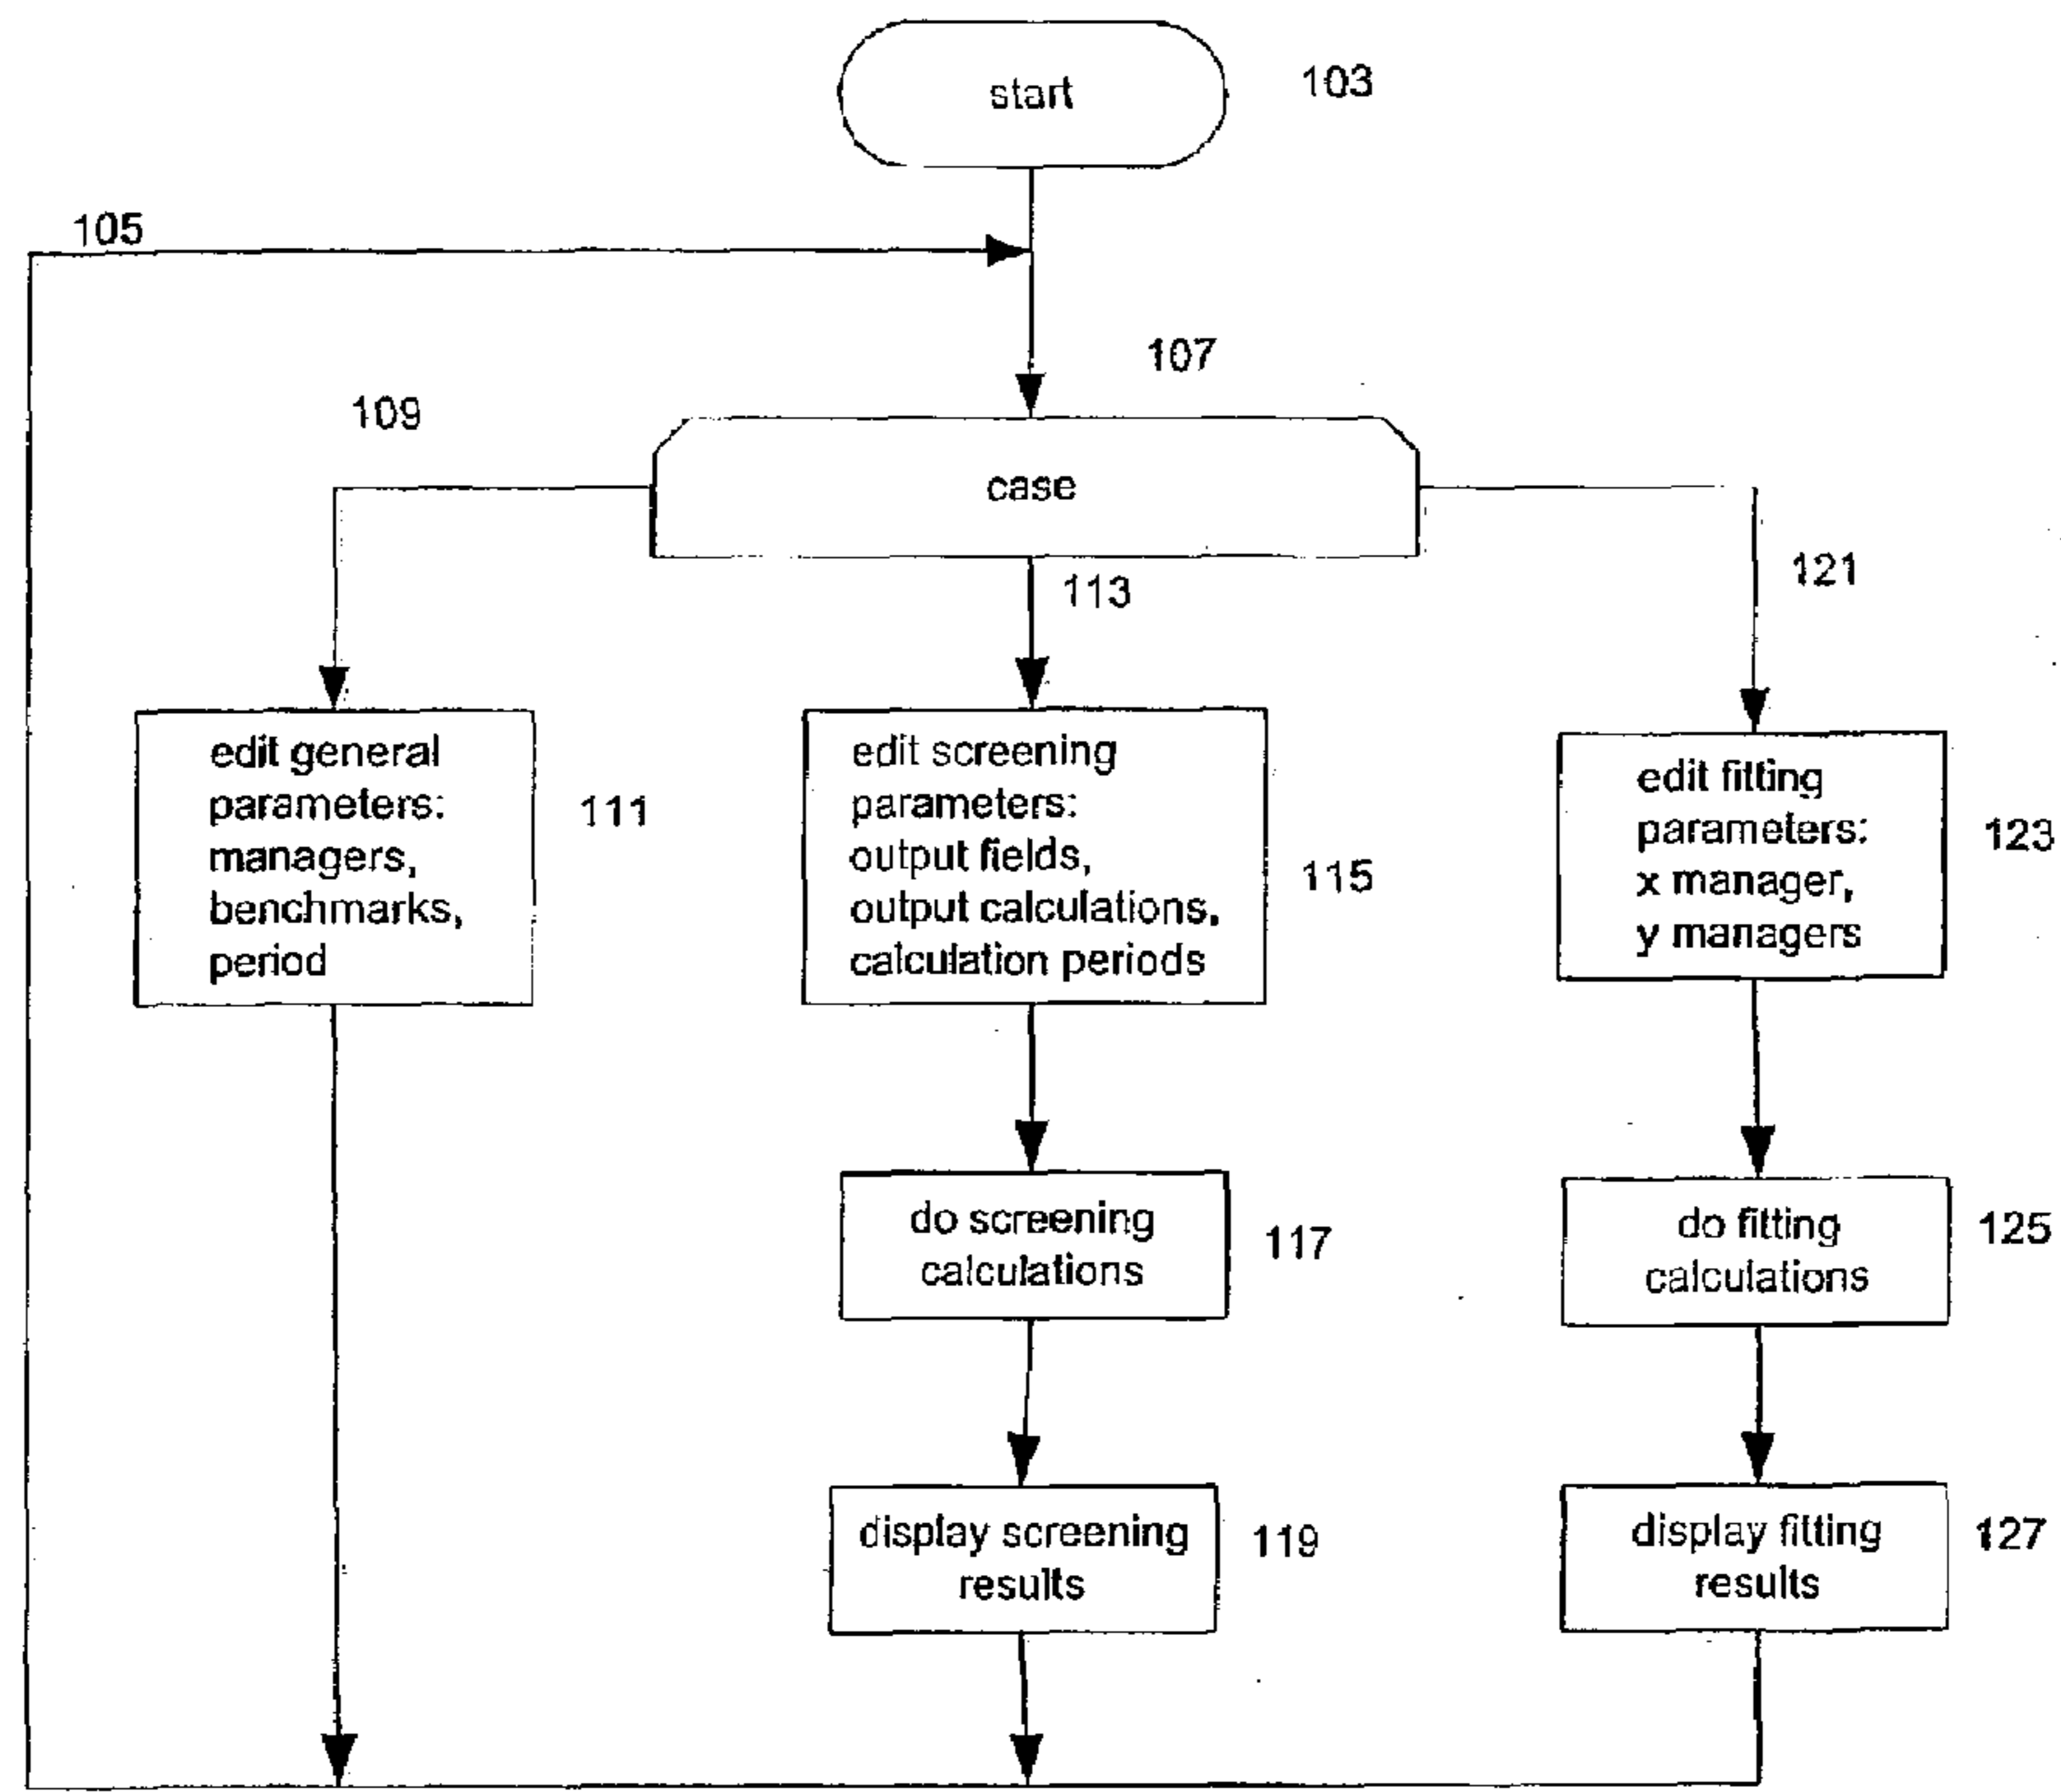 start
103
105
107
109
case
113
121
edit general
parameters:
managers,
benchmarks,
period
111
edit screening
parameters:
output fields,
output calculations,
calculation periods
115
edit fitting
parameters:
x manager,
y managers
123
do screening
calculations
117
do fitting
calculations
125
display screening
results
119
display fitting
results
127